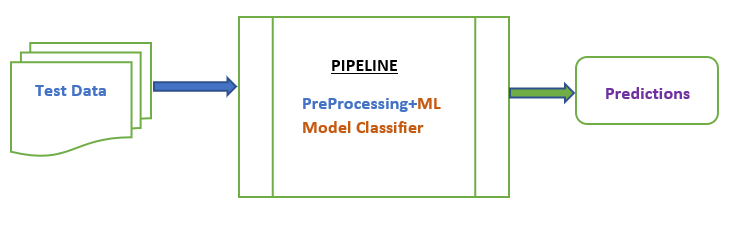 Test Data
PIPELINE
PreProcessing+ML
Model Classifier
Predictions